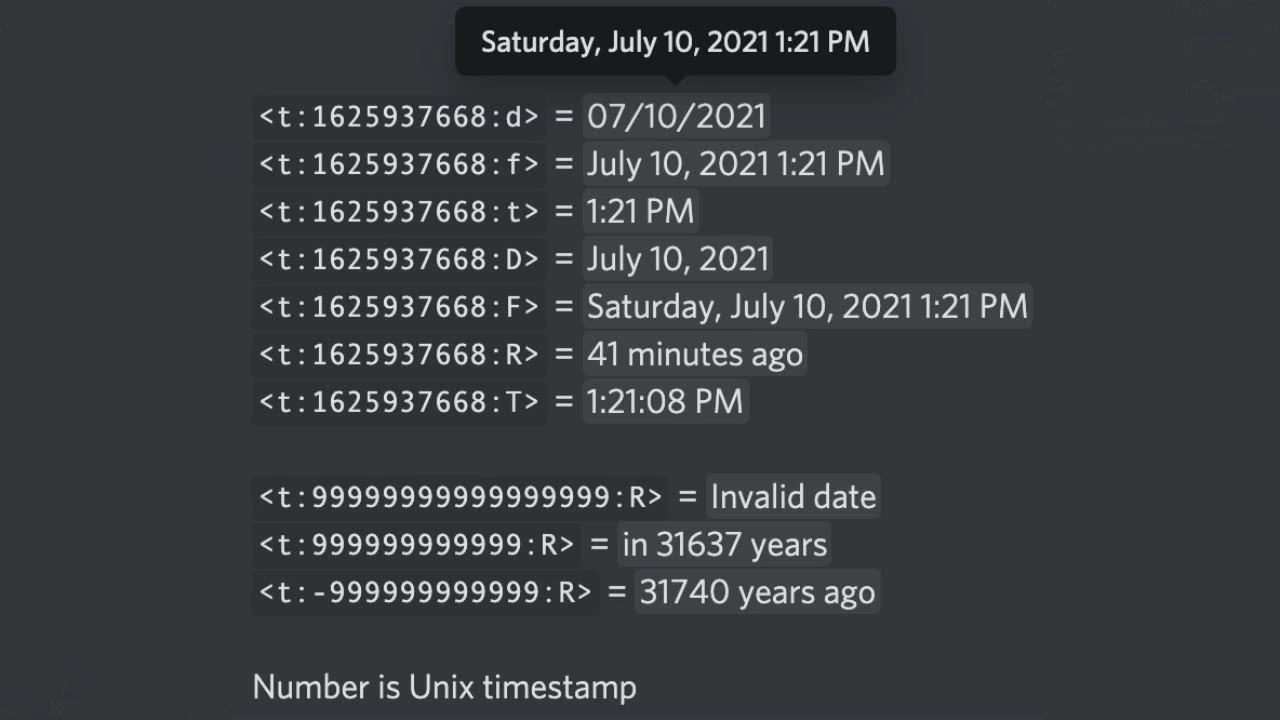 Saturday, July 10, 2021 1:21 PM
<t:1625937668:d> = 07/10/2021
<t:1625937668:f> = July 10, 2021 1:21 PM
<t:1625937668:t> = 1:21 PM
<t:1625937668:D> = July 10, 2021
<t:1625937668:F> = Saturday, July 10, 2021 1:21 PM
<t:1625937668:R> = 41 minutes ago
<t:1625937668:T> = 1:21:08 PM
<t:99999999999999999:R> = Invalid date
<t:999999999999:R> = in 31637 years
<t:-999999999999:R> = 31740 years ago
Number is Unix timestamp